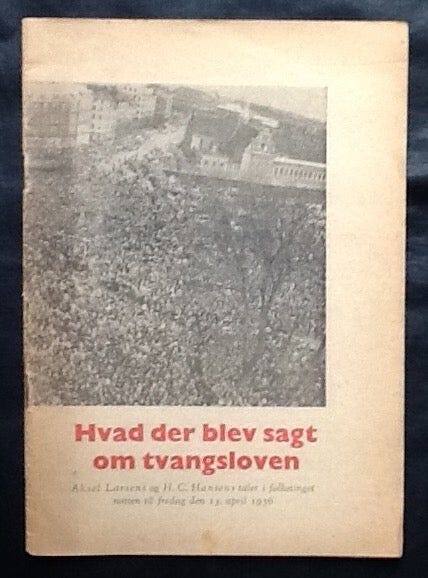 Hvad der blev sagt
om tvangsloven
Aksel Larsens og H. C. Hansens taler i folketinget
natten til fredag den 13. april 1956